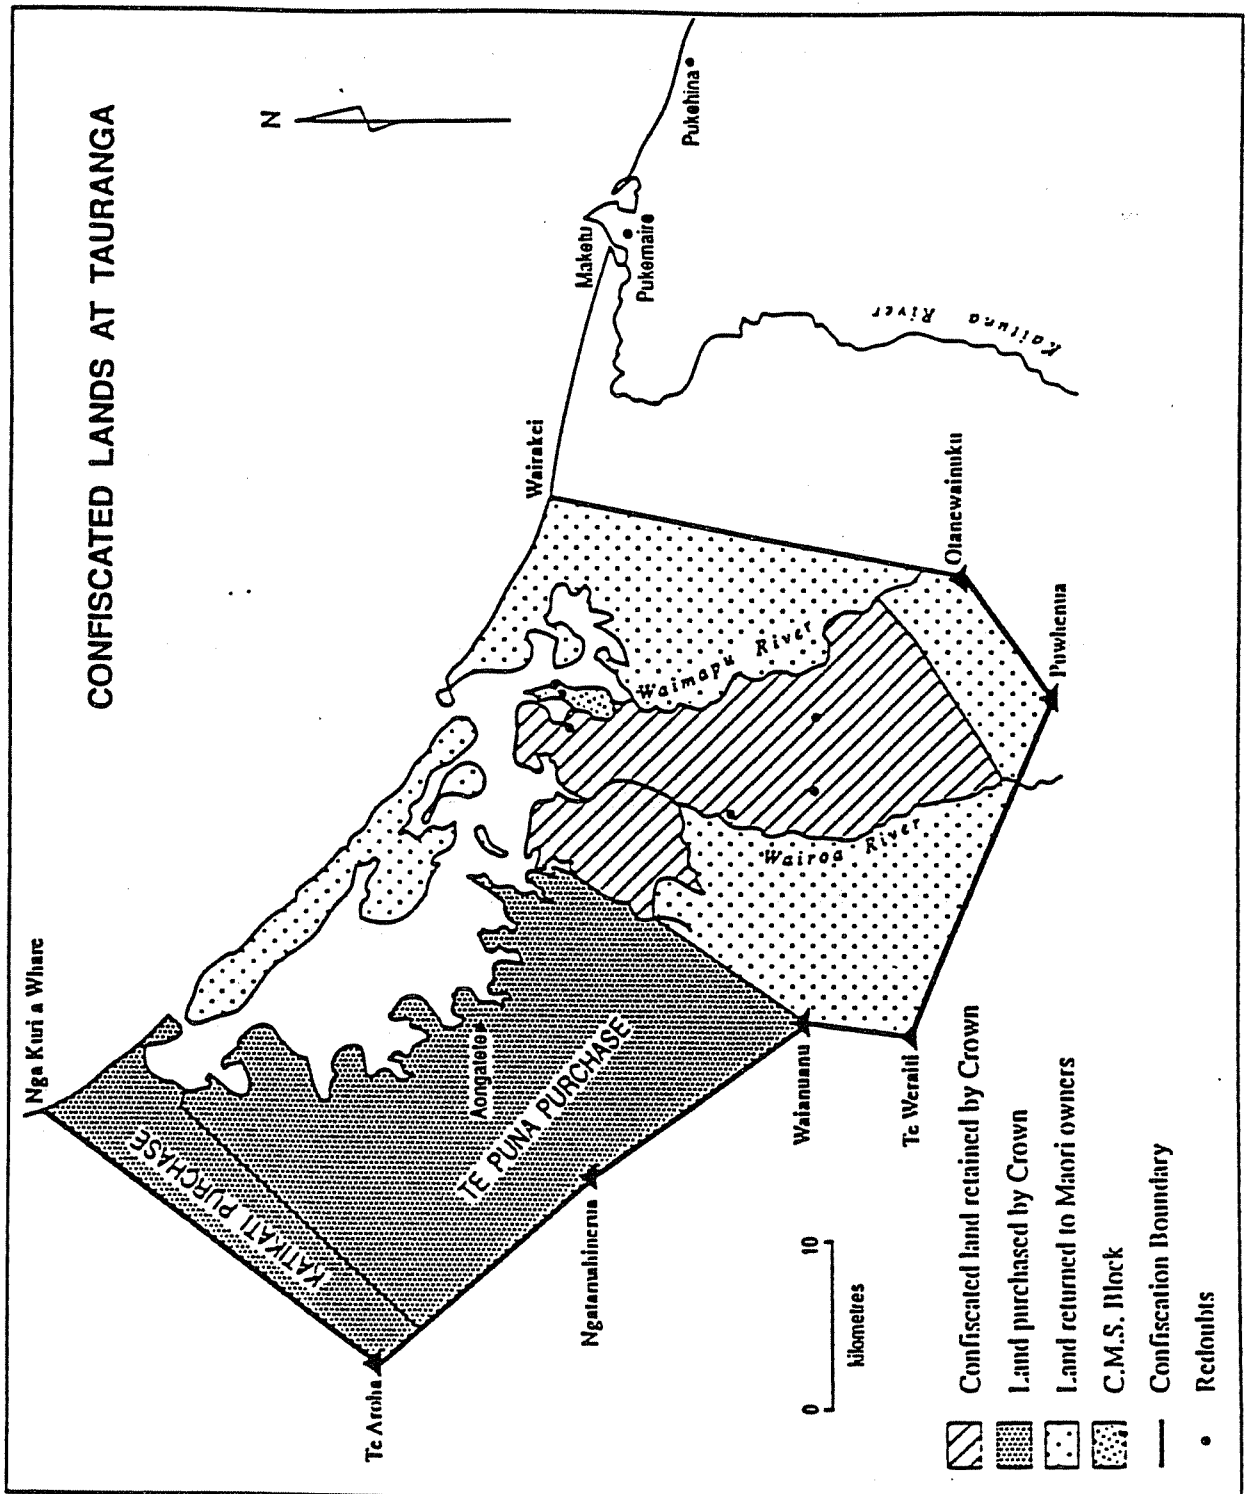 CONFISCATED LANDS AT TAURANGA
N
Nga Kuri a Whare
KATIKATI PURCHASE
Te Aroha
TE PUNA PURCHASE
Aongatete
Ngatamahinerua
Waianuanu
Te Weraiti
Wairoa River
Waimapu River
Wairakei
Maketu
Pukemaire
Pukehina
Kaituna River
Otanewainuku
Puwhenua
0 10
kilometres
Confiscated land retained by Crown
Land purchased by Crown
Land returned to Maori owners
C.M.S. Block
Confiscation Boundary
Redoubts